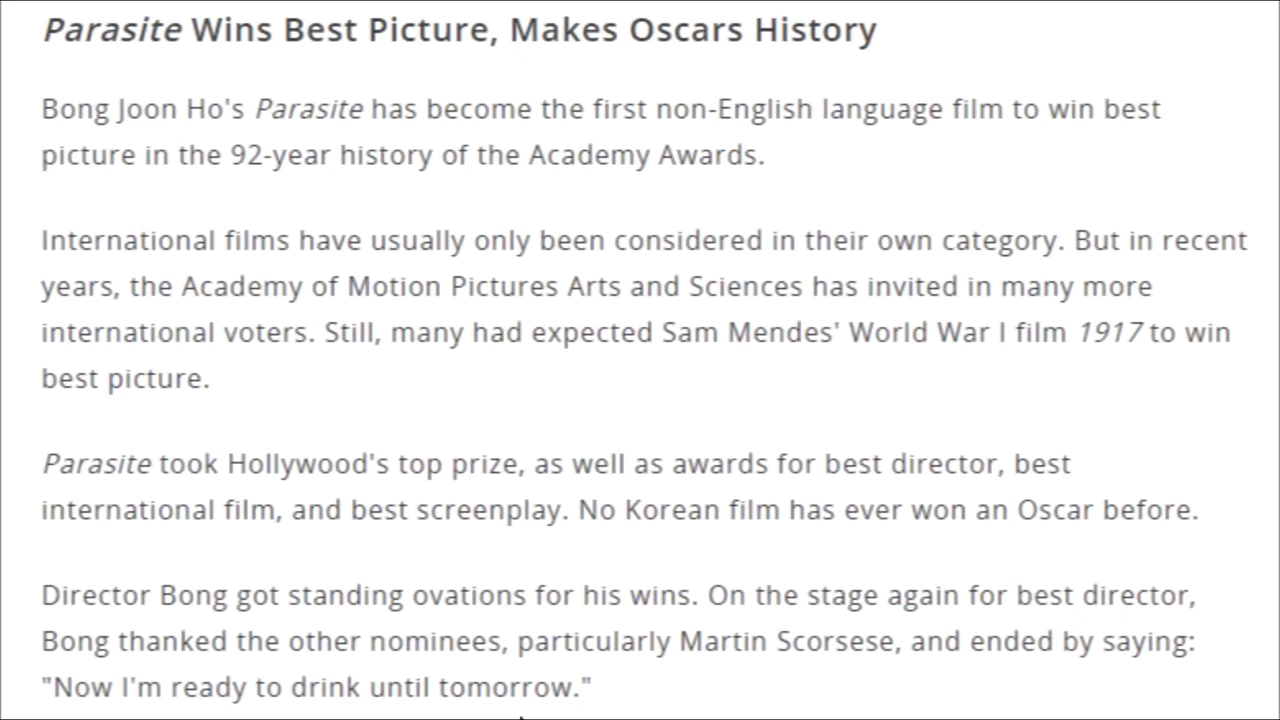 Parasite Wins Best Picture, Makes Oscars History
Bong Joon Ho's Parasite has become the first non-English language film to win best
picture in the 92-year history of the Academy Awards.
International films have usually only been considered in their own category. But in recent
years, the Academy of Motion Pictures Arts and Sciences has invited in many more
international voters. Still, many had expected Sam Mendes' World War I film 1917 to win
best picture.
Parasite took Hollywood's top prize, as well as awards for best director, best
international film, and best screenplay. No Korean film has ever won an Oscar before.
Director Bong got standing ovations for his wins. On the stage again for best director,
Bong thanked the other nominees, particularly Martin Scorsese, and ended by saying:
"Now I'm ready to drink until tomorrow."